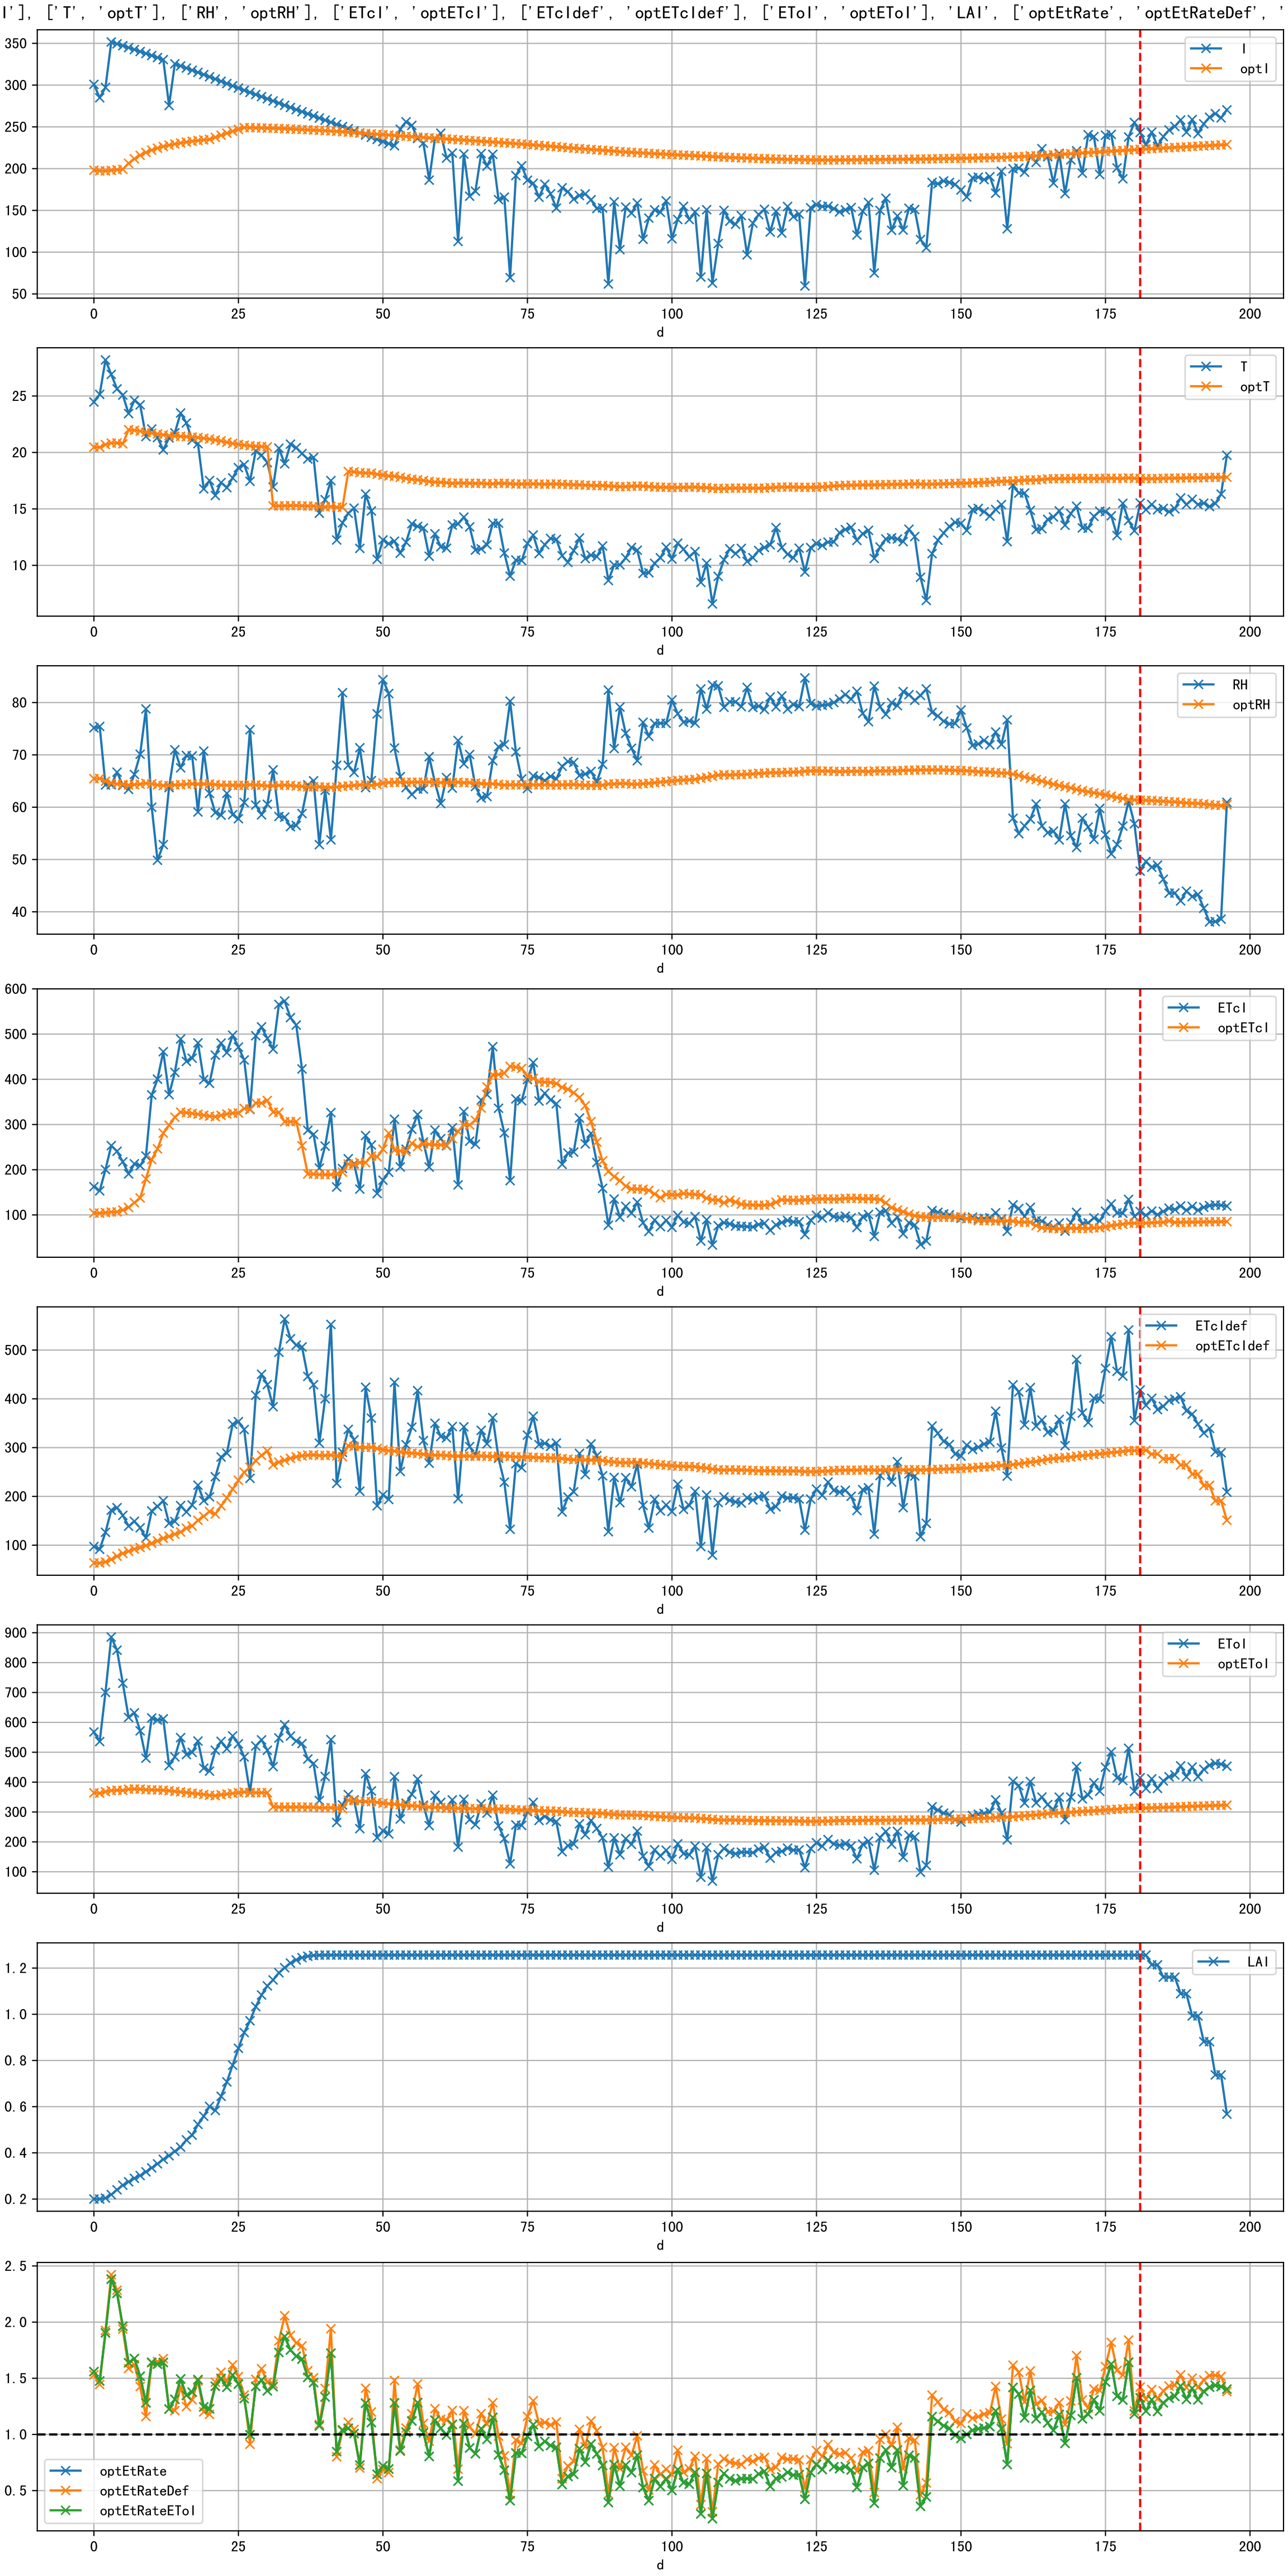 I'], ['T', 'optT'], ['RH', 'optRH'], ['ETcI', 'optETcI'], ['ETcIdef', 'optETcIdef'], ['EToI', 'optEToI'], 'LAI', ['optEtRate', 'optEtRateDef', '
350
300
250
200
150
100
50
I
optI
0 25 50 75 100 125 150 175 200
d
25
20
15
10
T
optT
0 25 50 75 100 125 150 175 200
d
80
70
60
50
40
RH
optRH
0 25 50 75 100 125 150 175 200
d
600
500
400
300
200
100
ETcI
optETcI
0 25 50 75 100 125 150 175 200
d
500
400
300
200
100
ETcIdef
optETcIdef
0 25 50 75 100 125 150 175 200
d
900
800
700
600
500
400
300
200
100
EToI
optEToI
0 25 50 75 100 125 150 175 200
d
1.2
1.0
0.8
0.6
0.4
0.2
LAI
0 25 50 75 100 125 150 175 200
d
2.5
2.0
1.5
1.0
0.5
optEtRate
optEtRateDef
optEtRateEToI
0 25 50 75 100 125 150 175 200
d